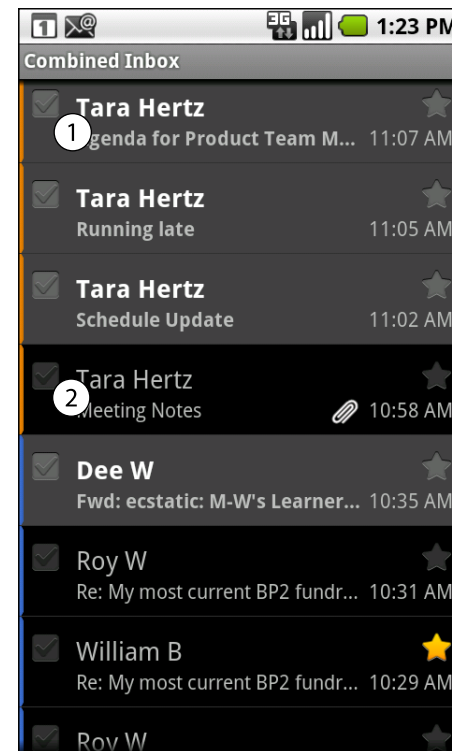 1 3G 1:23 PM
Combined Inbox
Tara Hertz
1 genda for Product Team M... 11:07 AM
Tara Hertz
Running late 11:05 AM
Tara Hertz
Schedule Update 11:02 AM
Tara Hertz
2 Meeting Notes 10:58 AM
Dee W
Fwd: ecstatic: M-W's Learner... 10:35 AM
Roy W
Re: My most current BP2 fundr... 10:31 AM
William B
Re: My most current BP2 fundr... 10:29 AM
Roy W